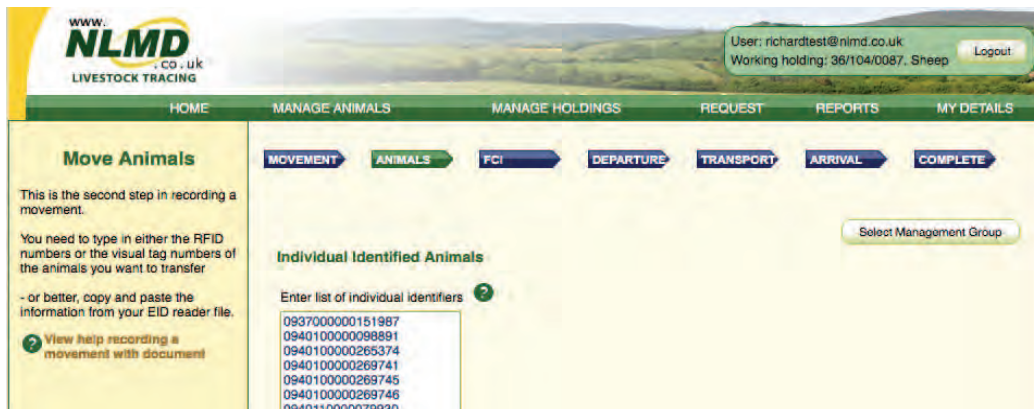 www.
NLMD
.co.uk
LIVESTOCK TRACING
User: richardtest@nlmd.co.uk
Working holding: 36/104/0087, Sheep
Logout
HOME MANAGE ANIMALS MANAGE HOLDINGS REQUEST REPORTS MY DETAILS
Move Animals
This is the second step in recording a
movement.
You need to type in either the RFID
numbers or the visual tag numbers of
the animals you want to transfer
- or better, copy and paste the
information from your EID reader file.
? View help recording a
movement with document
MOVEMENT ANIMALS FCI DEPARTURE TRANSPORT ARRIVAL COMPLETE
Select Management Group
Individual Identified Animals
Enter list of individual identifiers ?
0937000000151987
0940100000098891
0940100000265374
0940100000269741
0940100000269745
0940100000269746
0940110000079930